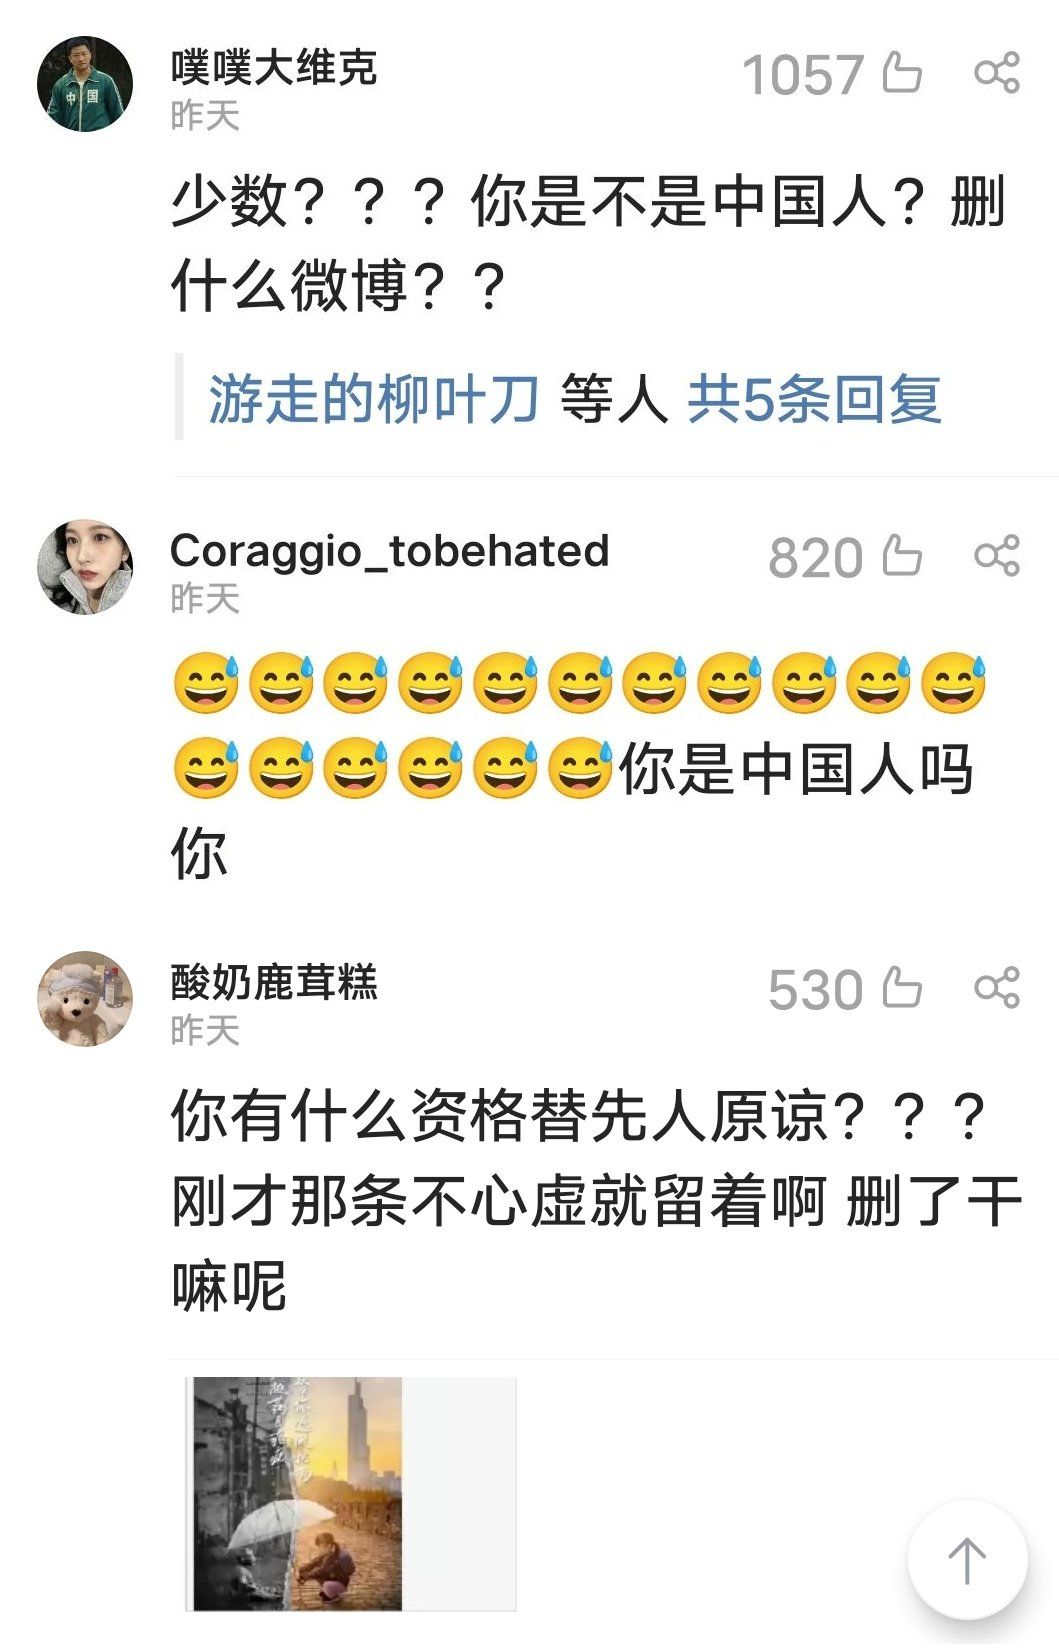 中国
噗噗大维克
1057
昨天
少数？？？你是不是中国人？删
什么微博？？
游走的柳叶刀 等人 共5条回复
Coraggio_tobehated
820
昨天
😅😅😅😅😅😅😅😅😅😅😅
😅😅😅😅😅😅你是中国人吗
你
酸奶鹿茸糕
530
昨天
你有什么资格替先人原谅？？？
刚才那条不心虚就留着啊 删了干
嘛呢